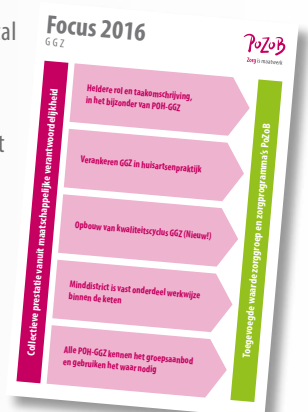 tal
t
Focus 2016
GGZ
PoZoB
Zorg is maatwerk
Collectieve prestatie vanuit maatschappelijke verantwoordelijkheid
Heldere rol en taakomschrijving,
in het bijzonder van POH-GGZ
Verankeren GGZ in huisartsenpraktijk
Opbouw van kwaliteitscyclus GGZ (Nieuw!)
Minddistrict is vast onderdeel werkwijze
binnen de keten
Alle POH-GGZ kennen het groepsaanbod
en gebruiken het waar nodig
Toegevoegde waarde zorggroep en zorgprogramma's PoZoB